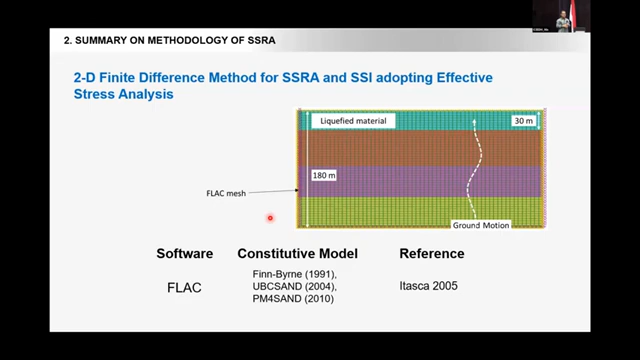 2. SUMMARY ON METHODOLOGY OF SSRA
2-D Finite Difference Method for SSRA and SSI adopting Effective
Stress Analysis
Liquefied material
30 m
180 m
FLAC mesh
Ground Motion
Software
Constitutive Model
Reference
FLAC
Finn-Byrne (1991),
UBCSAND (2004),
PM4SAND (2010)
Itasca 2005